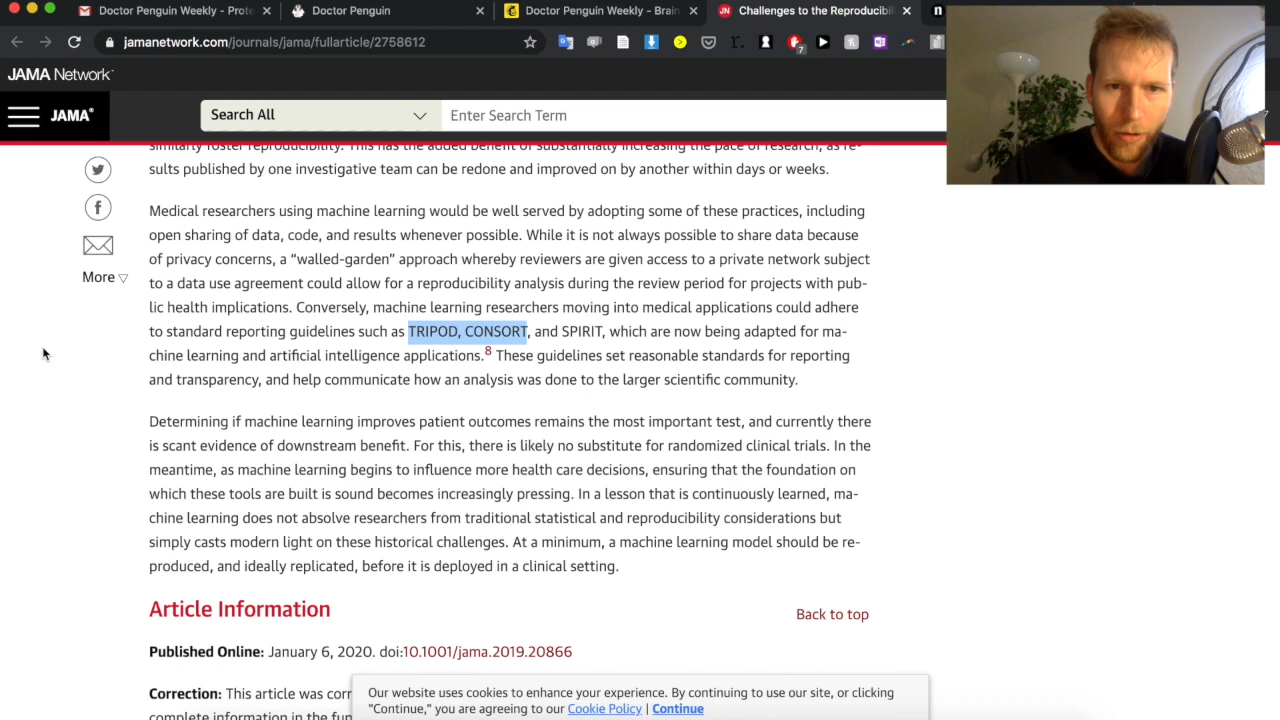 Doctor Penguin Weekly - Prote
Doctor Penguin
Doctor Penguin Weekly - Brain
JN Challenges to the Reproducibil
n
jamanetwork.com/journals/jama/fullarticle/2758612
7
JAMA Network
JAMA®
Search All
Enter Search Term
similarly foster reproducibility. This has the added benefit of substantially increasing the pace of research, as re-
sults published by one investigative team can be redone and improved on by another within days or weeks.
Medical researchers using machine learning would be well served by adopting some of these practices, including
open sharing of data, code, and results whenever possible. While it is not always possible to share data because
of privacy concerns, a “walled-garden” approach whereby reviewers are given access to a private network subject
to a data use agreement could allow for a reproducibility analysis during the review period for projects with pub-
lic health implications. Conversely, machine learning researchers moving into medical applications could adhere
to standard reporting guidelines such as TRIPOD, CONSORT, and SPIRIT, which are now being adapted for ma-
chine learning and artificial intelligence applications.8 These guidelines set reasonable standards for reporting
and transparency, and help communicate how an analysis was done to the larger scientific community.
More
Determining if machine learning improves patient outcomes remains the most important test, and currently there
is scant evidence of downstream benefit. For this, there is likely no substitute for randomized clinical trials. In the
meantime, as machine learning begins to influence more health care decisions, ensuring that the foundation on
which these tools are built is sound becomes increasingly pressing. In a lesson that is continuously learned, ma-
chine learning does not absolve researchers from traditional statistical and reproducibility considerations but
simply casts modern light on these historical challenges. At a minimum, a machine learning model should be re-
produced, and ideally replicated, before it is deployed in a clinical setting.
Article Information
Back to top
Published Online: January 6, 2020. doi:10.1001/jama.2019.20866
Correction: This article was corr
complete information in the fun
Our website uses cookies to enhance your experience. By continuing to use our site, or clicking
"Continue," you are agreeing to our Cookie Policy | Continue